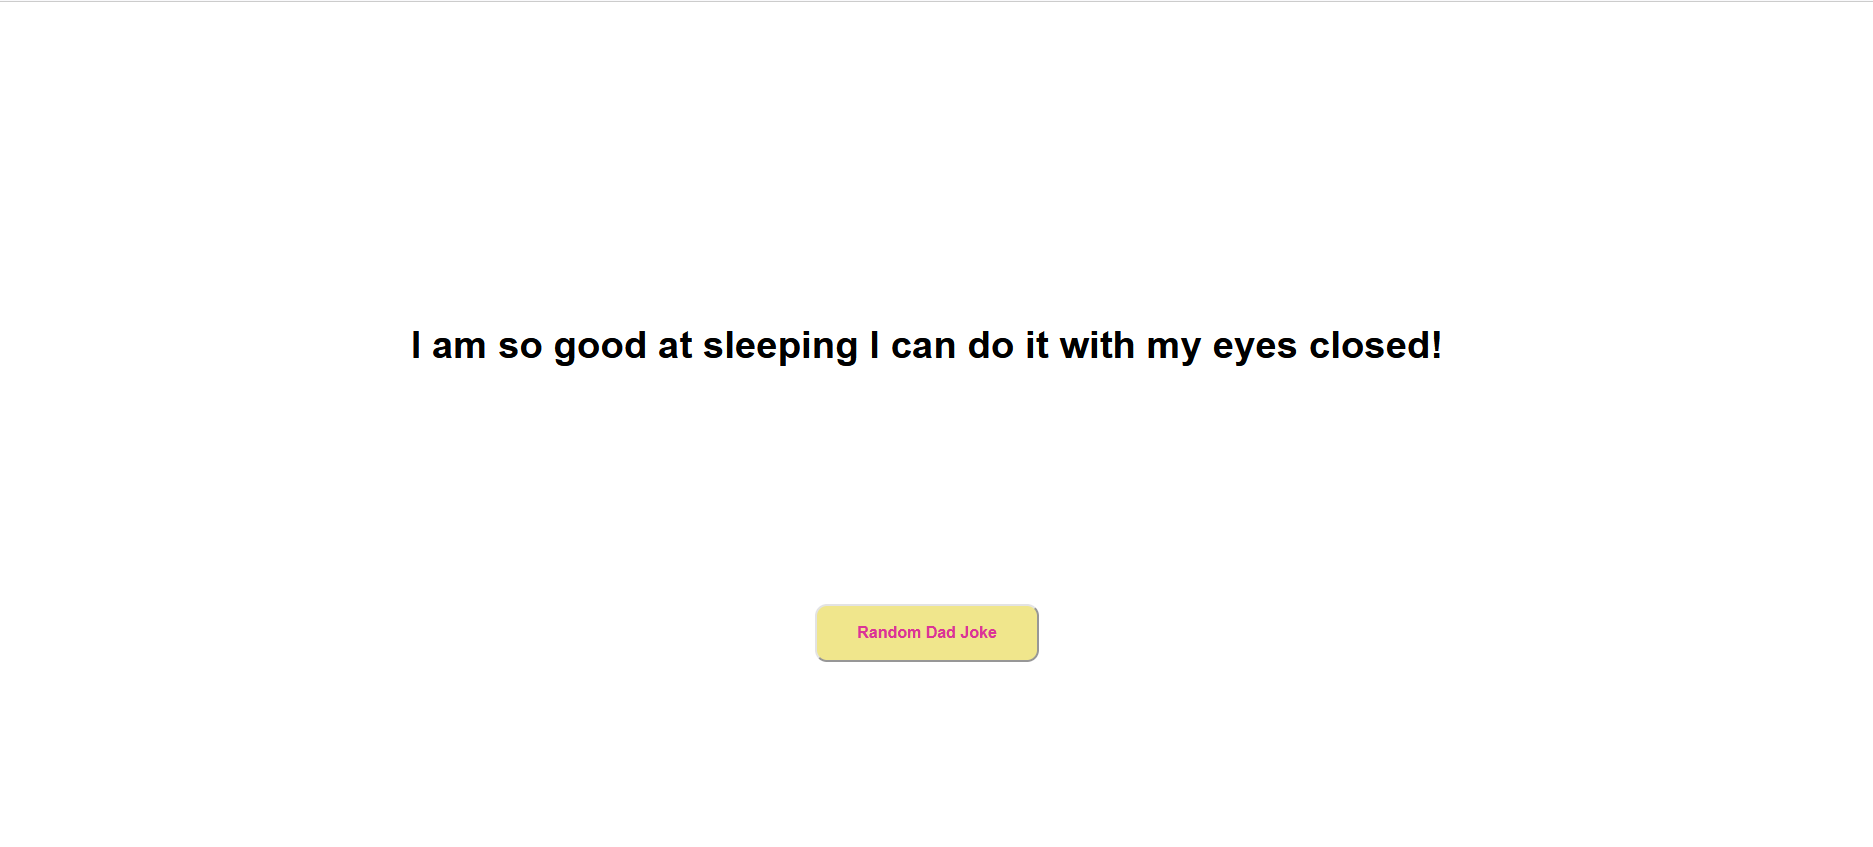 I am so good at sleeping I can do it with my eyes closed!
Random Dad Joke